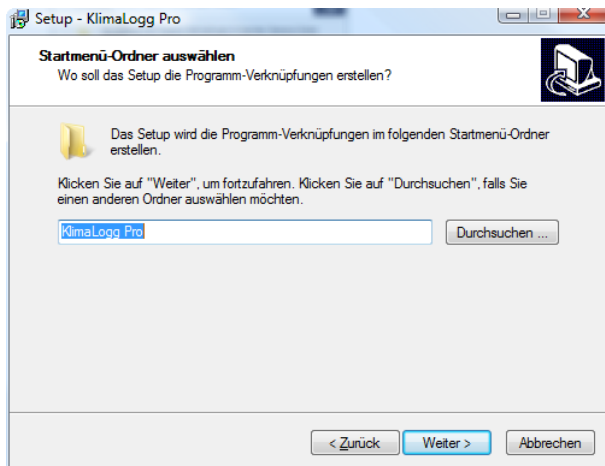 Setup - KlimaLogg Pro
Startmenü-Ordner auswählen
Wo soll das Setup die Programm-Verknüpfungen erstellen?
Das Setup wird die Programm-Verknüpfungen im folgenden Startmenü-Ordner
erstellen.
Klicken Sie auf "Weiter", um fortzufahren. Klicken Sie auf "Durchsuchen", falls Sie
einen anderen Ordner auswählen möchten.
KlimaLogg Pro
Durchsuchen ...
< Zurück
Weiter >
Abbrechen